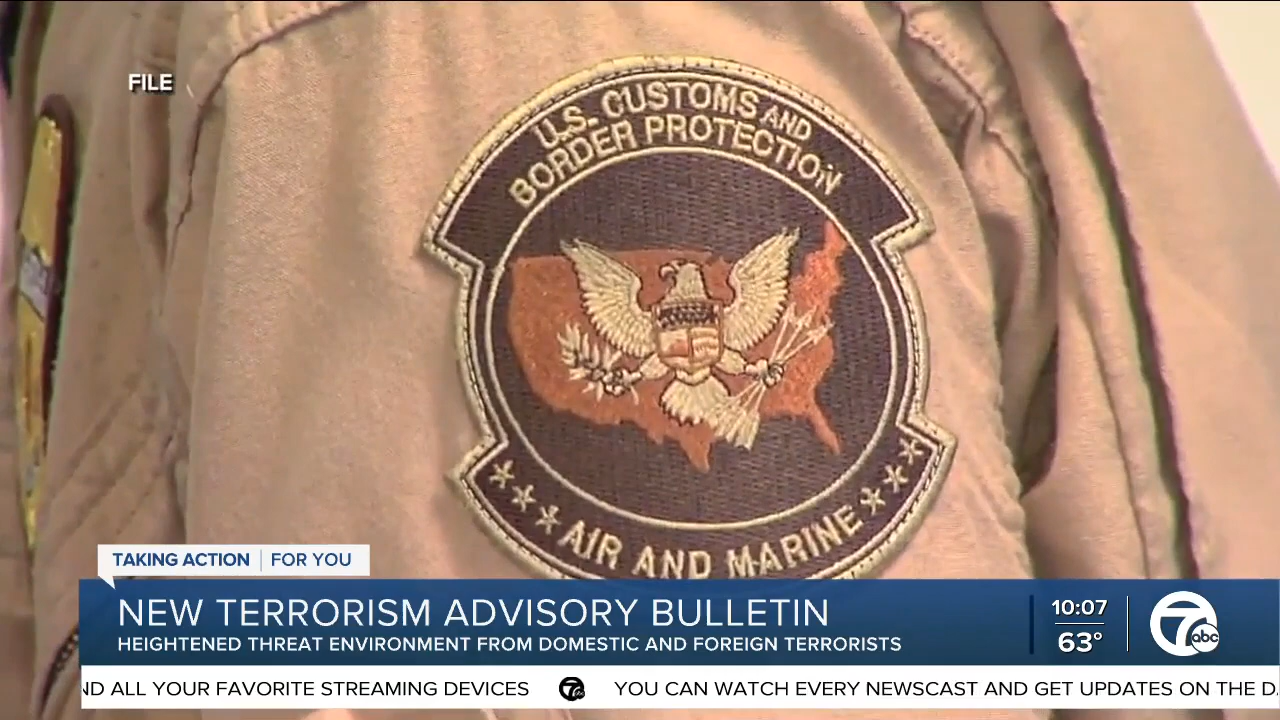 FILE
U.S. CUSTOMS AND
BORDER PROTECTION
AIR AND MARINE
TAKING ACTION FOR YOU
NEW TERRORISM ADVISORY BULLETIN
HEIGHTENED THREAT ENVIRONMENT FROM DOMESTIC AND FOREIGN TERRORISTS
10:07
63°
7 abc
ND ALL YOUR FAVORITE STREAMING DEVICES 7 YOU CAN WATCH EVERY NEWSCAST AND GET UPDATES ON THE D